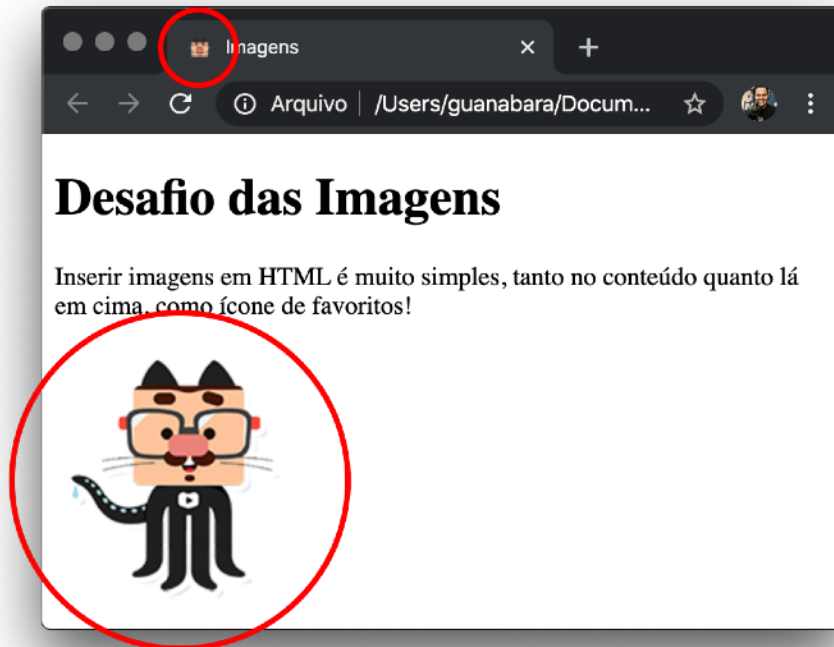 Imagens
Arquivo /Users/guanabara/Docum...
Desafio das Imagens
Inserir imagens em HTML é muito simples, tanto no conteúdo quanto lá
em cima, como ícone de favoritos!